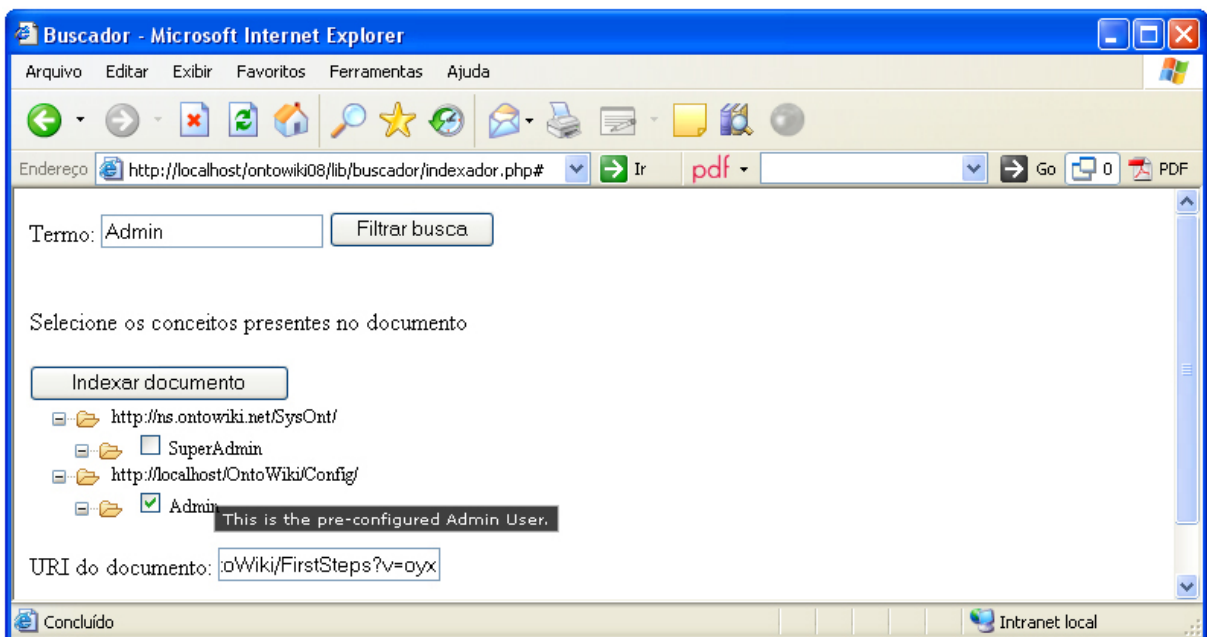 Buscador - Microsoft Internet Explorer
Arquivo Editar Exibir Favoritos Ferramentas Ajuda
Endereço http://localhost/ontowiki08/lib/buscador/indexador.php# Ir pdf Go 0 PDF
Termo: Admin Filtrar busca
Selecione os conceitos presentes no documento
Indexar documento
http://ns.ontowiki.net/SysOnt/
SuperAdmin
http://localhost/OntoWiki/Config/
Admin
This is the pre-configured Admin User.
URI do documento: :oWiki/FirstSteps?v=oyx
Concluído Intranet local